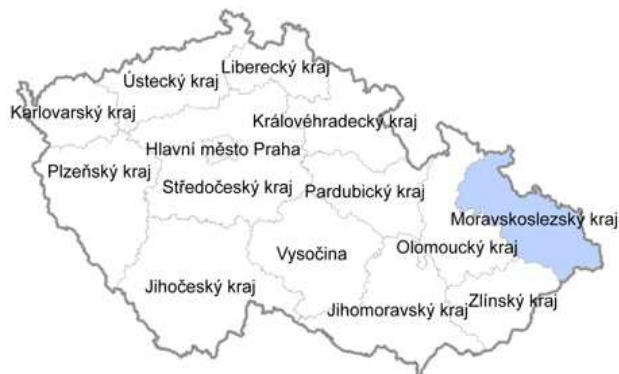 Liberecký kraj
Ústecký kraj
Karlovarský kraj
Královéhradecký kraj
Hlavní město Praha
Plzeňský kraj
Středočeský kraj
Pardubický kraj
Moravskoslezský kraj
Olomoucký kraj
Vysočina
Jihočeský kraj
Zlínský kraj
Jihomoravský kraj